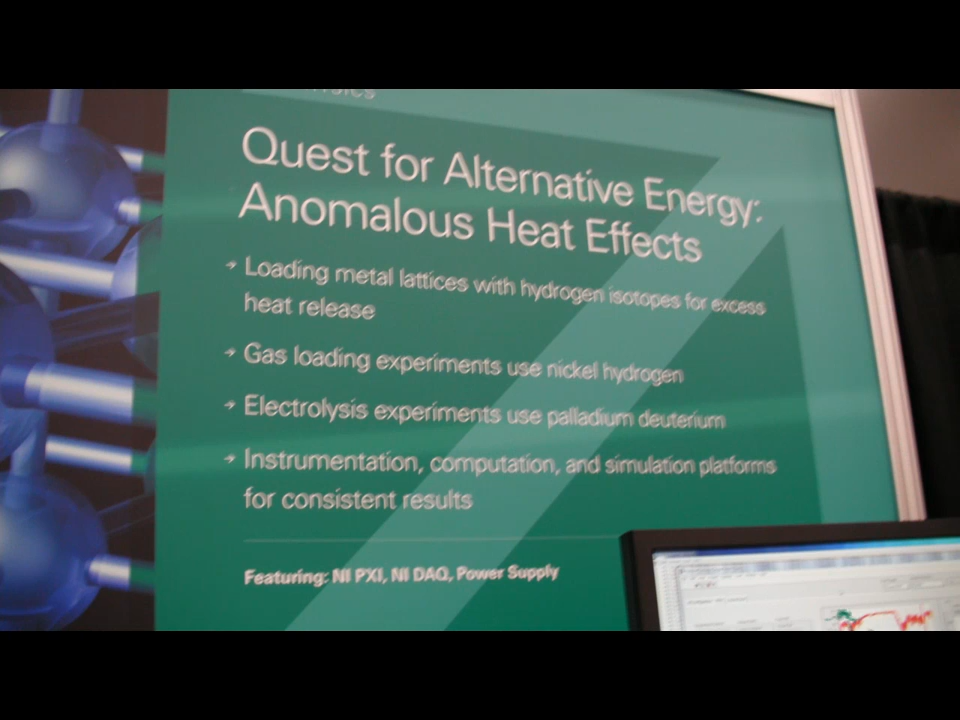 Quest for Alternative Energy:
Anomalous Heat Effects
→ Loading metal lattices with hydrogen isotopes for excess
heat release
→ Gas loading experiments use nickel hydrogen
→ Electrolysis experiments use palladium deuterium
→ Instrumentation, computation, and simulation platforms
for consistent results
Featuring: NI PXI, NI DAQ, Power Supply